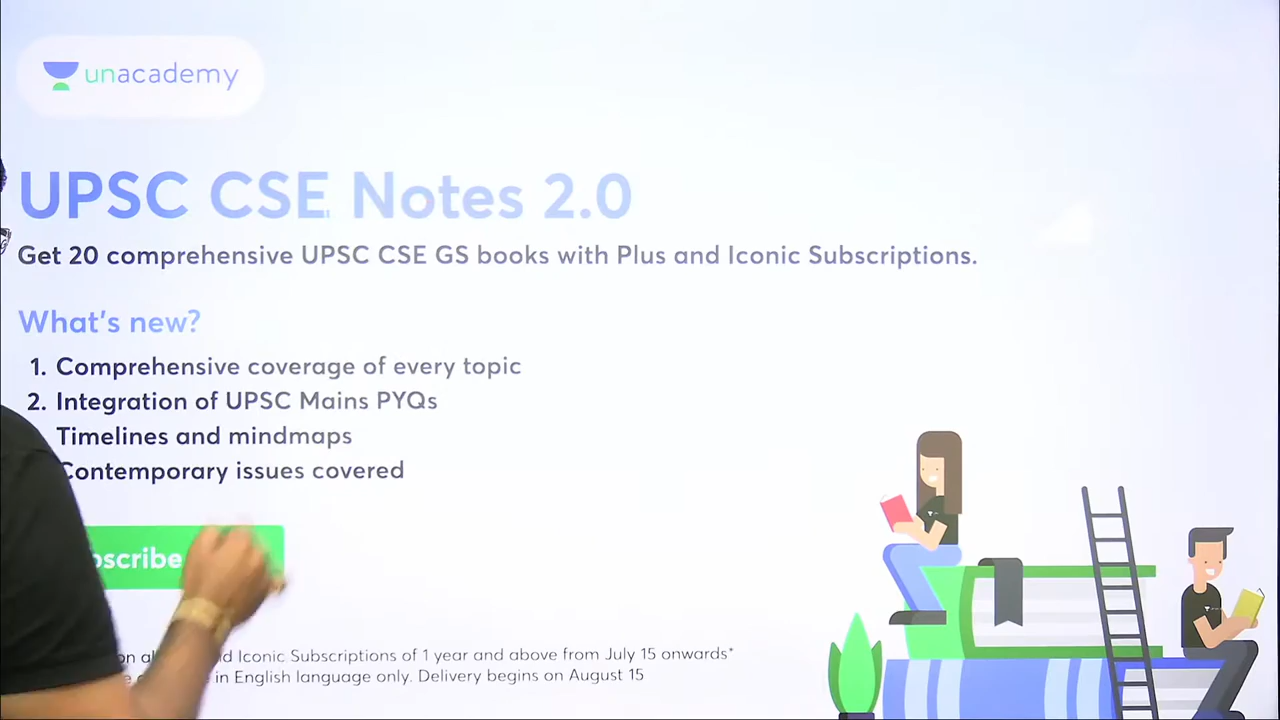 unacademy
UPSC CSE Notes 2.0
Get 20 comprehensive UPSC CSE GS books with Plus and Iconic Subscriptions.
What's new?
1. Comprehensive coverage of every topic
2. Integration of UPSC Mains PYQs
Timelines and mindmaps
Contemporary issues covered
Iconic Subscriptions of 1 year and above from July 15 onwards*
in English language only. Delivery begins on August 15